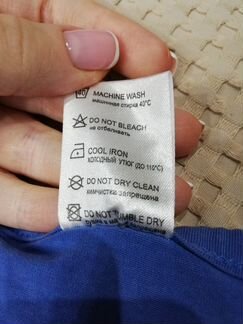 40
MACHINE WASH
машинная стирка 40°C
DO NOT BLEACH
не отбеливать
COOL IRON
холодный утюг (до 110°C)
DO NOT DRY CLEAN
химчистка запрещена
DO NOT TUMBLE DRY